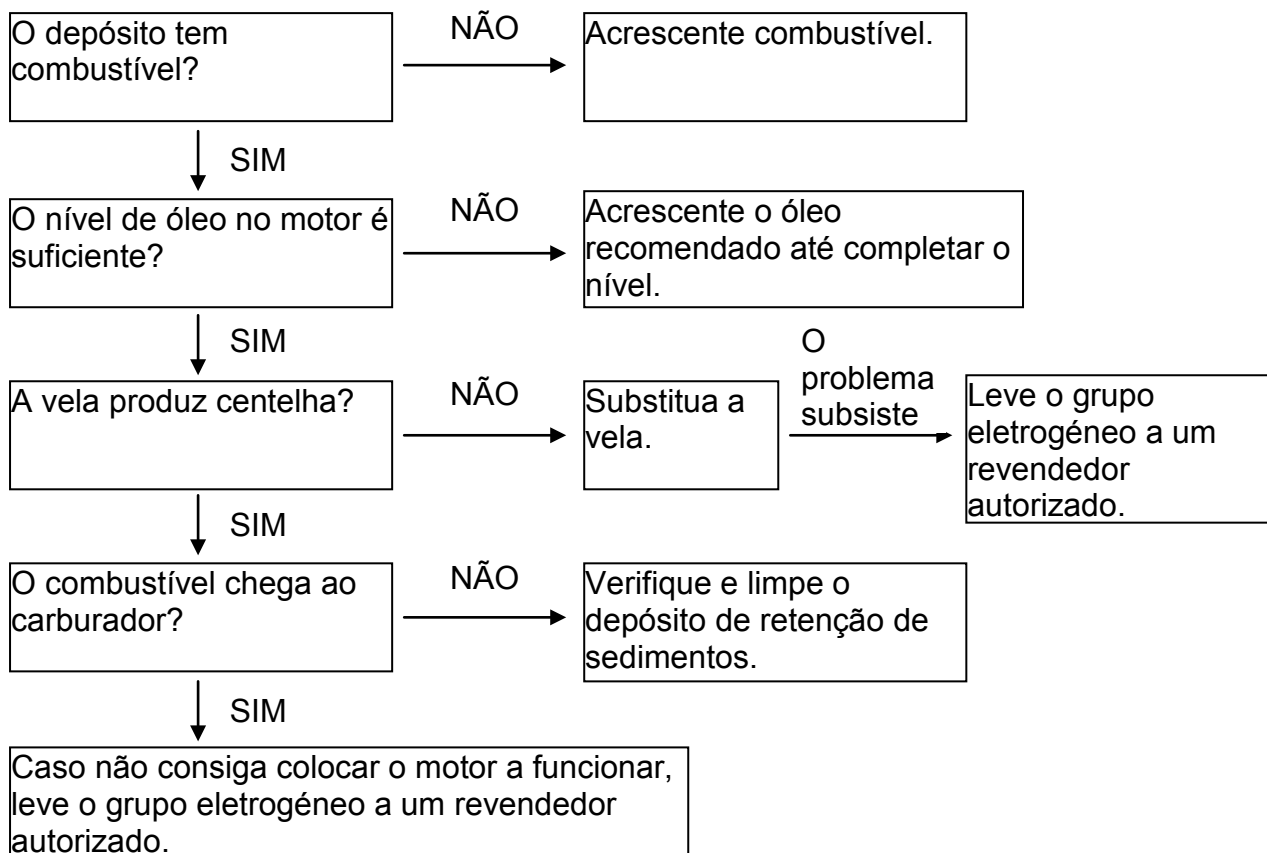 O depósito tem
combustível?
NÃO
Acrescente combustível.
SIM
O nível de óleo no motor é
suficiente?
NÃO
Acrescente o óleo
recomendado até completar o
nível.
SIM
A vela produz centelha?
NÃO
Substitua a
vela.
O
problema
subsiste
Leve o grupo
eletrogéneo a um
revendedor
autorizado.
SIM
O combustível chega ao
carburador?
NÃO
Verifique e limpe o
depósito de retenção de
sedimentos.
SIM
Caso não consiga colocar o motor a funcionar,
leve o grupo eletrogéneo a um revendedor
autorizado.